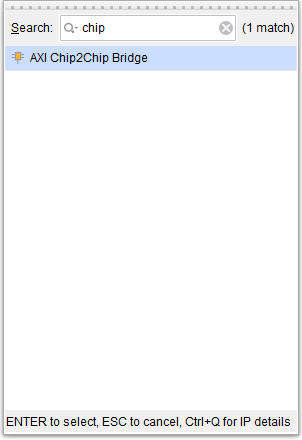 Search: chip (1 match)
AXI Chip2Chip Bridge
ENTER to select, ESC to cancel, Ctrl+Q for IP details